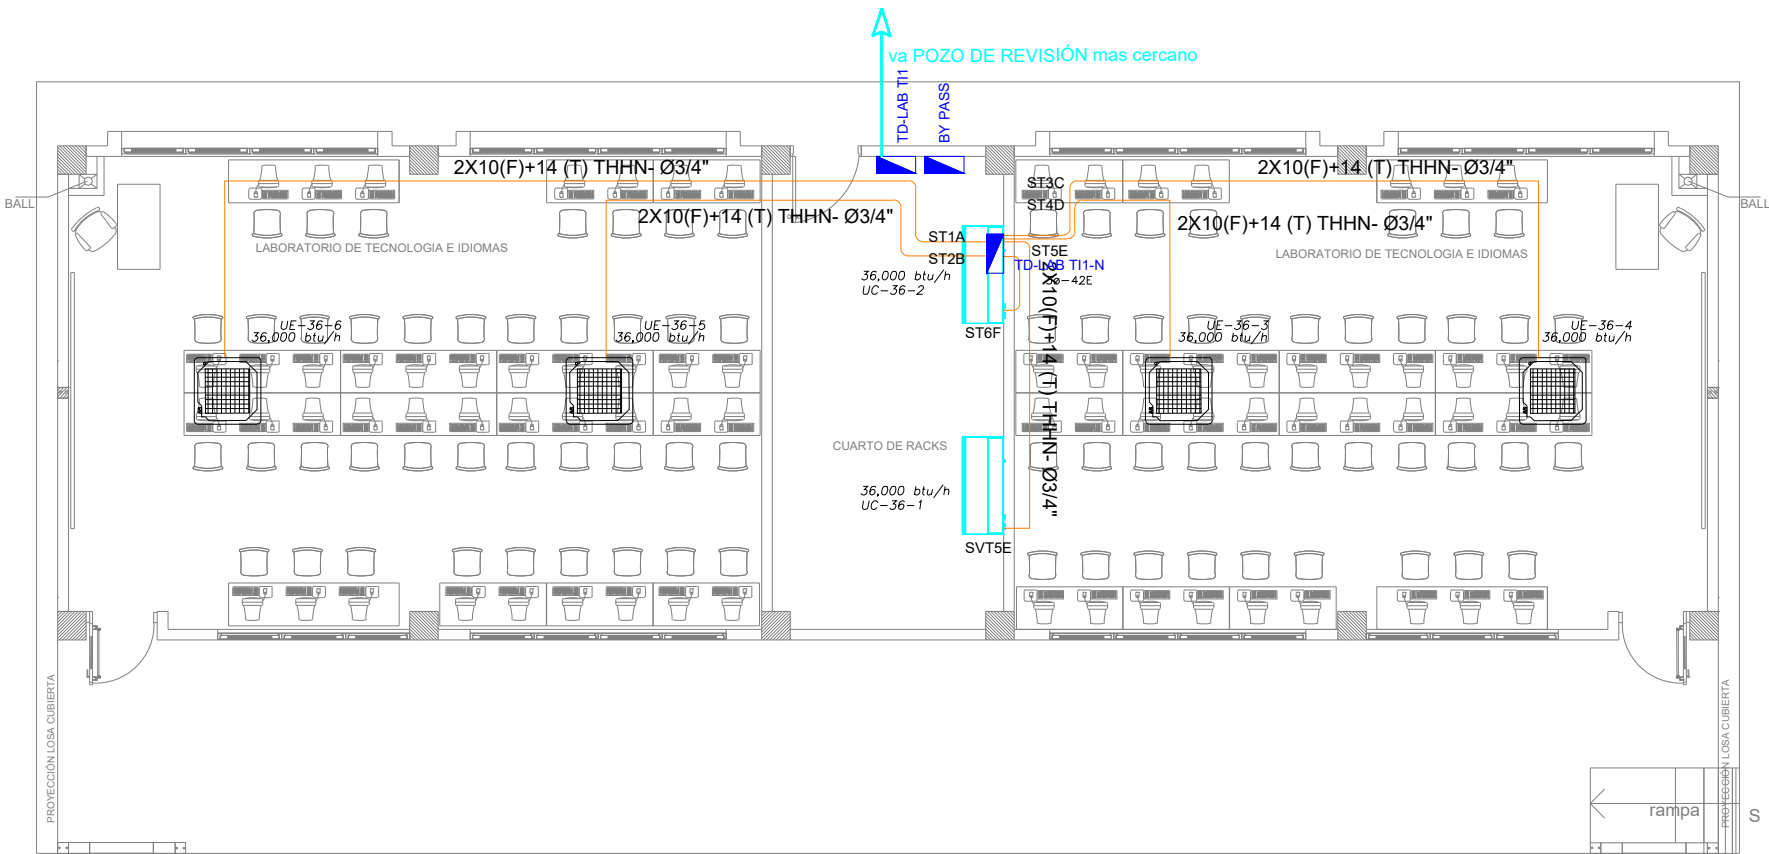 va POZO DE REVISIÓN mas cercano
TD-LAB TI1
BY PASS
2X10(F)+14 (T) THHN- Ø3/4"
2X10(F)+14 (T) THHN- Ø3/4"
2X10(F)+14 (T) THHN- Ø3/4"
2X10(F)+14 (T) THHN- Ø3/4"
BALL
BALL
ST3C
ST4D
LABORATORIO DE TECNOLOGIA E IDIOMAS
LABORATORIO DE TECNOLOGIA E IDIOMAS
ST1A
ST2B
ST5E
TD-LAB TI1-N
-42E
36,000 btu/h
UC-36-2
ST6F
2X10(F)+14 (T) THHN- Ø3/4"
UE-36-6
36,000 btu/h
UE-36-5
36,000 btu/h
UE-36-3
36,000 btu/h
UE-36-4
36,000 btu/h
CUARTO DE RACKS
36,000 btu/h
UC-36-1
SVT5E
PROYECCIÓN LOSA CUBIERTA
PROYECCIÓN LOSA CUBIERTA
rampa
S